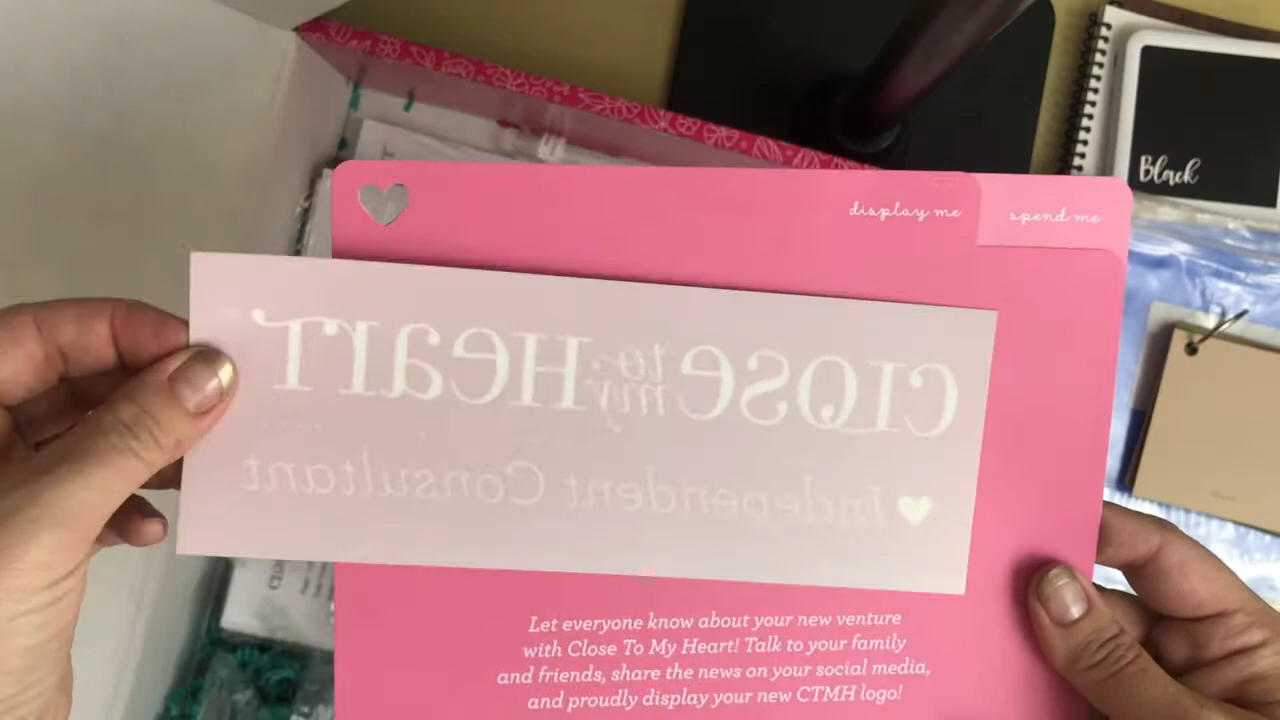 Black
display me
spend me
Close to my Heart
Independent Consultant
Let everyone know about your new venture
with Close To My Heart! Talk to your family
and friends, share the news on your social media,
and proudly display your new CTMH logo!